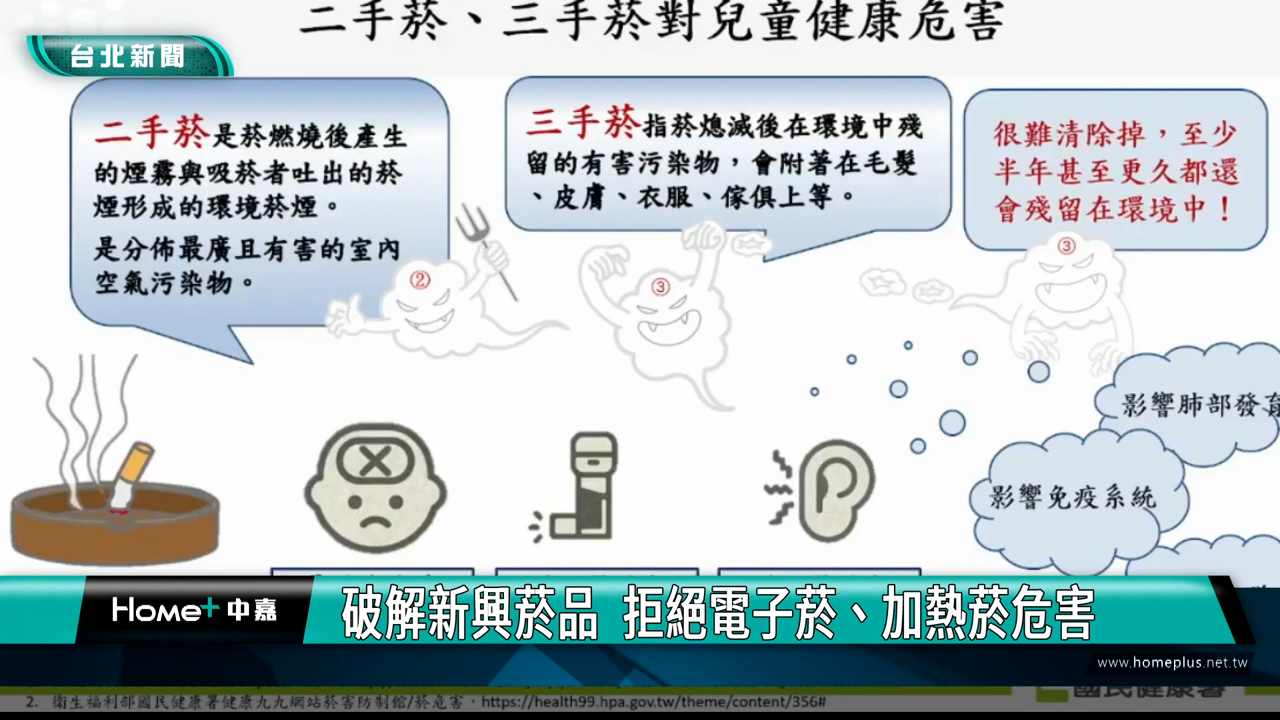 二手菸、三手菸對兒童健康危害
台北新聞
二手菸是菸燃燒後產生
的煙霧與吸菸者吐出的菸
煙形成的環境菸煙。
是分佈最廣且有害的室內
空氣污染物。
三手菸指菸熄滅後在環境中殘
留的有害污染物,會附著在毛髮
、皮膚、衣服、傢俱上等。
很難清除掉,至少
半年甚至更久都還
會殘留在環境中!
②
③
③
影響肺部發育
影響免疫系統
Home+中嘉
破解新興菸品 拒絕電子菸、加熱菸危害
www.homeplus.net.tw
國民健康署
2. 衛生福利部國民健康署健康九九網站菸害防制館/菸危害,https://health99.hpa.gov.tw/theme/content/356#